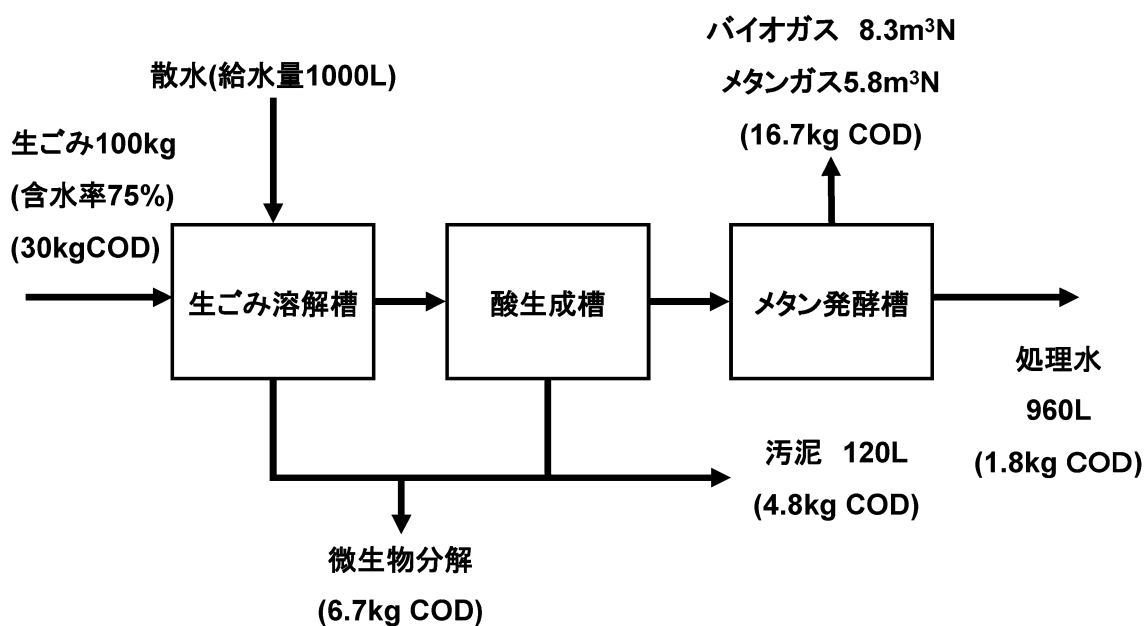 バイオガス 8.3m³N
メタンガス5.8m³N
(16.7kg COD)
散水(給水量1000L)
生ごみ100kg
(含水率75%)
(30kgCOD)
生ごみ溶解槽
酸生成槽
メタン発酵槽
処理水
960L
(1.8kg COD)
汚泥 120L
(4.8kg COD)
微生物分解
(6.7kg COD)